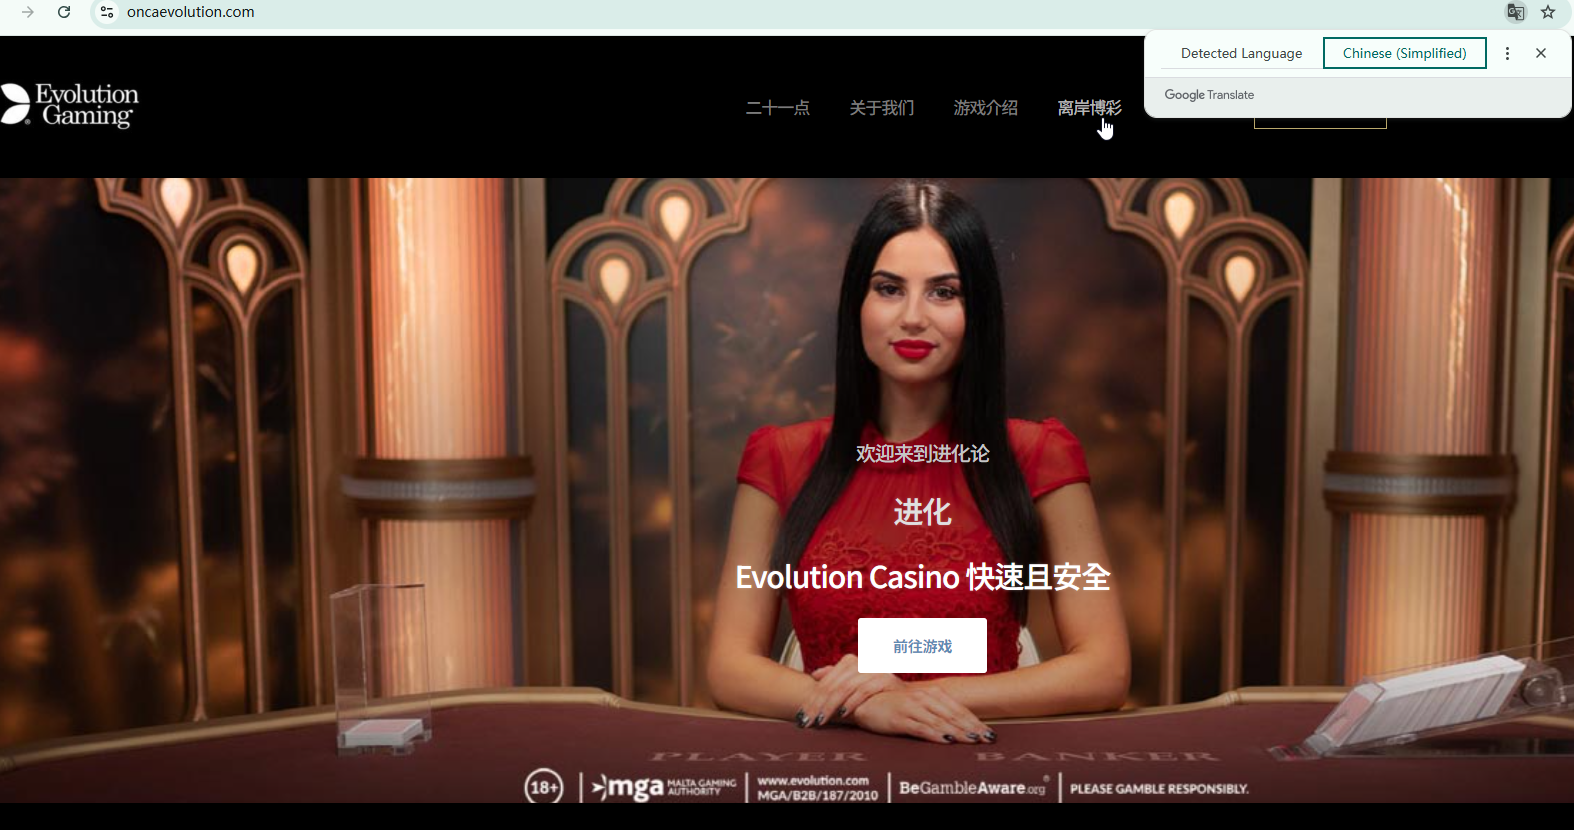 oncaevolution.com
Detected Language
Chinese (Simplified)
Google Translate
Evolution
Gaming
二十一点
关于我们
游戏介绍
离岸博彩
欢迎来到进化论
进化
Evolution Casino 快速且安全
前往游戏
PLAYER
BANKER
18+
mga MALTA GAMING AUTHORITY
www.evolution.com
MGA/B2B/187/2010
BeGambleAware.org®
PLEASE GAMBLE RESPONSIBLY.